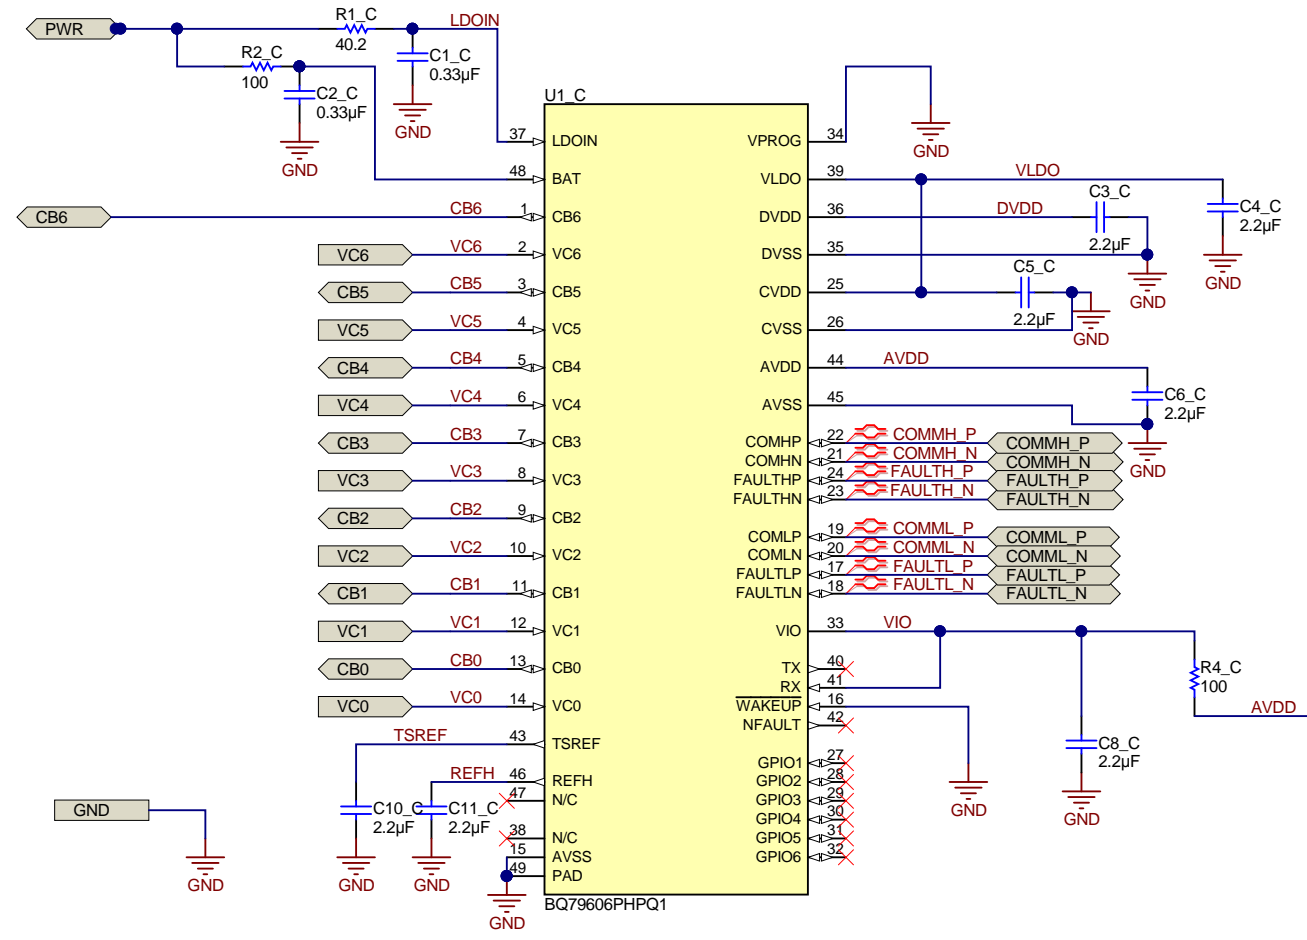 PWR
R1_C
40.2
LDOIN
R2_C
100
C1_C
0.33µF
GND
C2_C
0.33µF
GND
U1_C
37 LDOIN
48 BAT
CB6 CB6 1 CB6
VC6 VC6 2 VC6
CB5 CB5 3 CB5
VC5 VC5 4 VC5
CB4 CB4 5 CB4
VC4 VC4 6 VC4
CB3 CB3 7 CB3
VC3 VC3 8 VC3
CB2 CB2 9 CB2
VC2 VC2 10 VC2
CB1 CB1 11 CB1
VC1 VC1 12 VC1
CB0 CB0 13 CB0
VC0 VC0 14 VC0
TSREF 43 TSREF
REFH 46 REFH
47 N/C
38 N/C
15 AVSS
49 PAD
C10_C
2.2µF
GND
C11_C
2.2µF
GND
GND
GND
GND
BQ79606PHPQ1
VPROG 34
GND
VLDO 39 VLDO
DVDD 36 DVDD
C3_C
2.2µF
C4_C
2.2µF
GND
DVSS 35
GND
CVDD 25
C5_C
2.2µF
CVSS 26
GND
AVDD 44 AVDD
AVSS 45
C6_C
2.2µF
GND
COMHP 22 COMMH_P COMMH_P
COMHN 21 COMMH_N COMMH_N
FAULTHP 24 FAULTH_P FAULTH_P
FAULTHN 23 FAULTH_N FAULTH_N
COMLP 19 COMML_P COMML_P
COMLN 20 COMML_N COMML_N
FAULTLP 17 FAULTL_P FAULTL_P
FAULTLN 18 FAULTL_N FAULTL_N
VIO 33 VIO
TX 40
RX 41
WAKEUP 16
NFAULT 42
R4_C
100
AVDD
C8_C
2.2µF
GND
GND
GPIO1 27
GPIO2 28
GPIO3 29
GPIO4 30
GPIO5 31
GPIO6 32